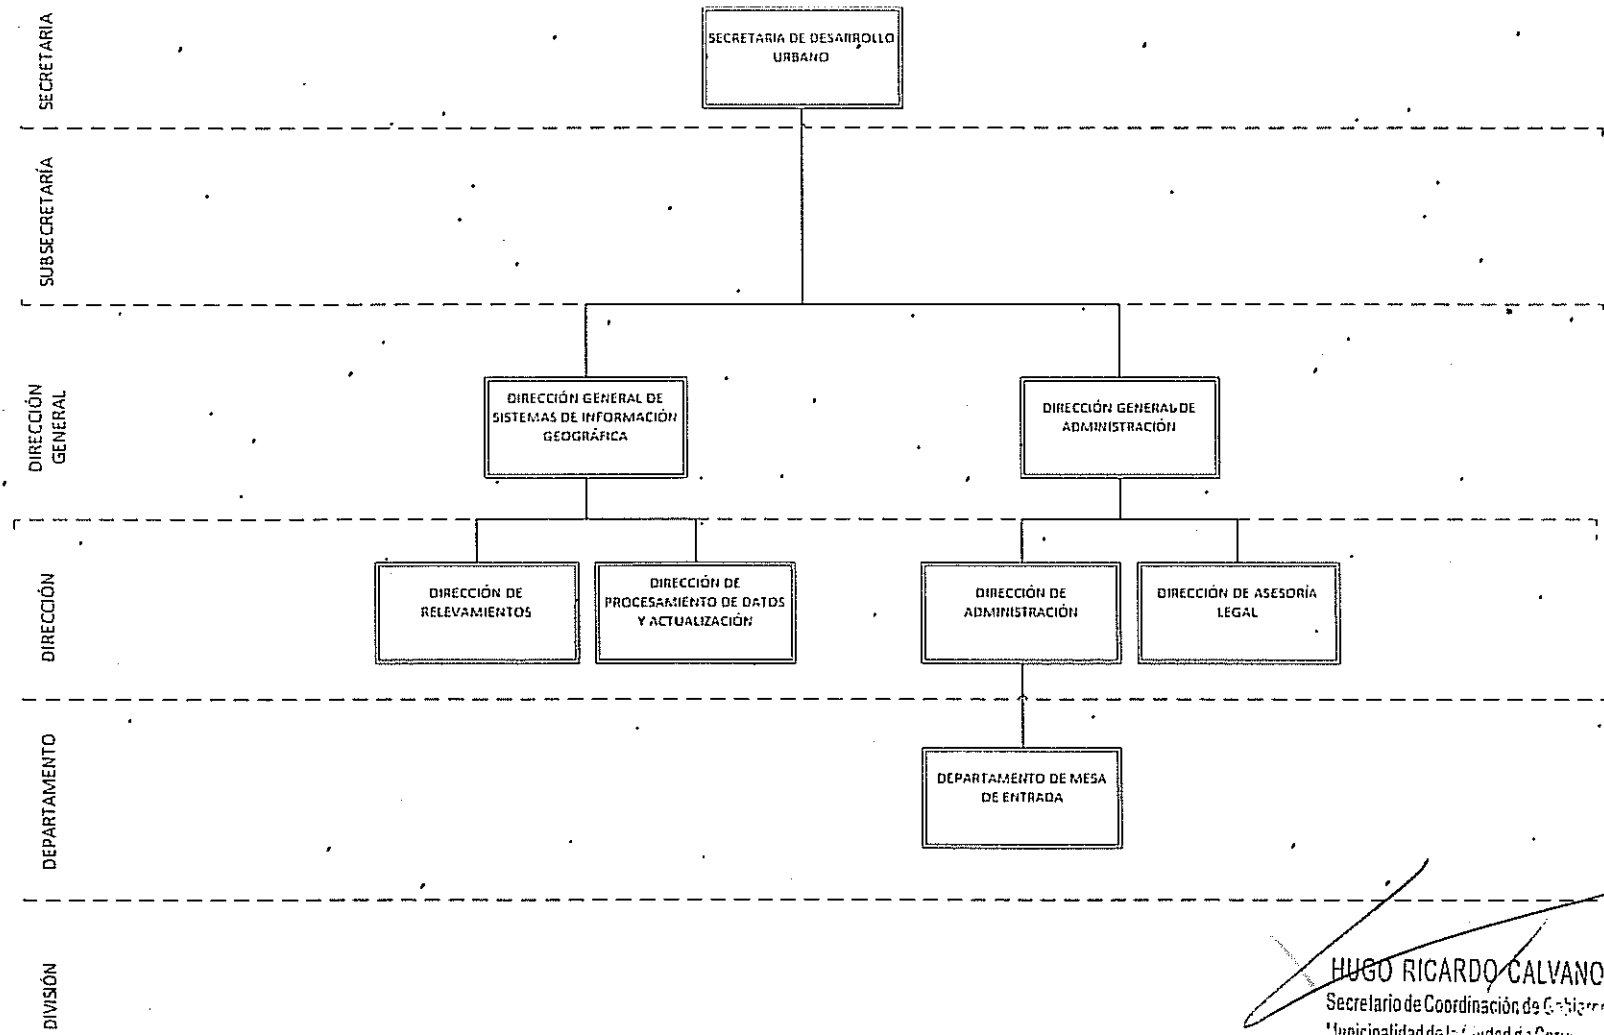 SECRETARIA
SECRETARIA DE DESARROLLO
URBANO
SUBSECRETARÍA
DIRECCIÓN
GENERAL
DIRECCIÓN GENERAL DE
SISTEMAS DE INFORMACIÓN
GEOGRÁFICA
DIRECCIÓN GENERAL DE
ADMINISTRACIÓN
DIRECCIÓN
DIRECCIÓN DE
RELEVAMIENTOS
DIRECCIÓN DE
PROCESAMIENTO DE DATOS
Y ACTUALIZACIÓN
DIRECCIÓN DE
ADMINISTRACIÓN
DIRECCIÓN DE ASESORÍA
LEGAL
DEPARTAMENTO
DEPARTAMENTO DE MESA
DE ENTRADA
DIVISIÓN
HUGO RICARDO CALVANO
Secretario de Coordinación de
Municipalidad de la Ciudad de